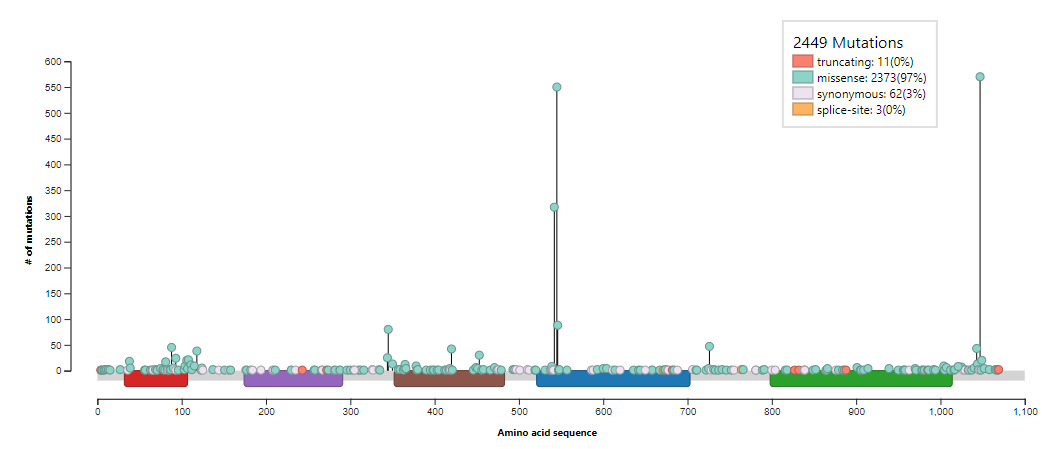 2449 Mutations
truncating: 11(0%)
missense: 2373(97%)
synonymous: 62(3%)
splice-site: 3(0%)
600
550
500
450
400
350
300
250
200
150
100
50
0
# of mutations
0 100 200 300 400 500 600 700 800 900 1,000 1,100
Amino acid sequence